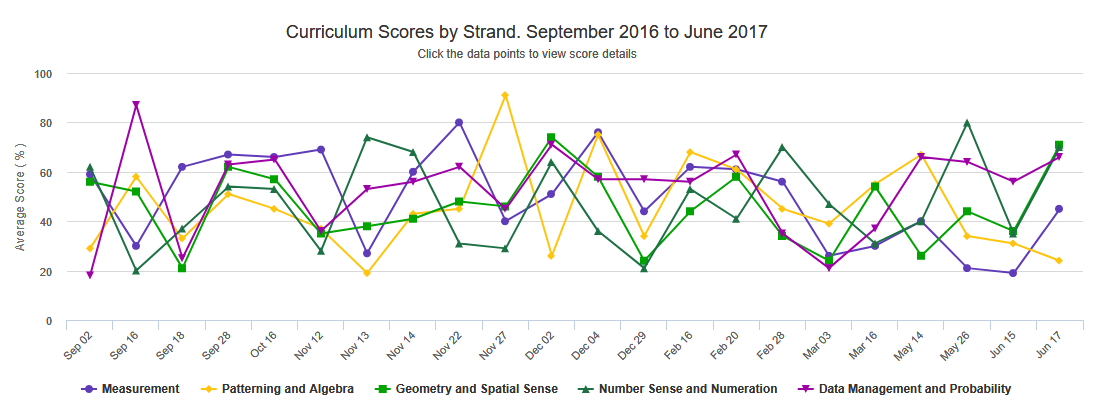 Curriculum Scores by Strand. September 2016 to June 2017
Click the data points to view score details
Average Score ( % )
100
80
60
40
20
0
Sep 02 Sep 16 Sep 18 Sep 28 Oct 16 Nov 12 Nov 13 Nov 14 Nov 22 Nov 27 Dec 02 Dec 04 Dec 29 Feb 16 Feb 20 Feb 28 Mar 03 Mar 16 May 14 May 26 Jun 15 Jun 17
Measurement Patterning and Algebra Geometry and Spatial Sense Number Sense and Numeration Data Management and Probability